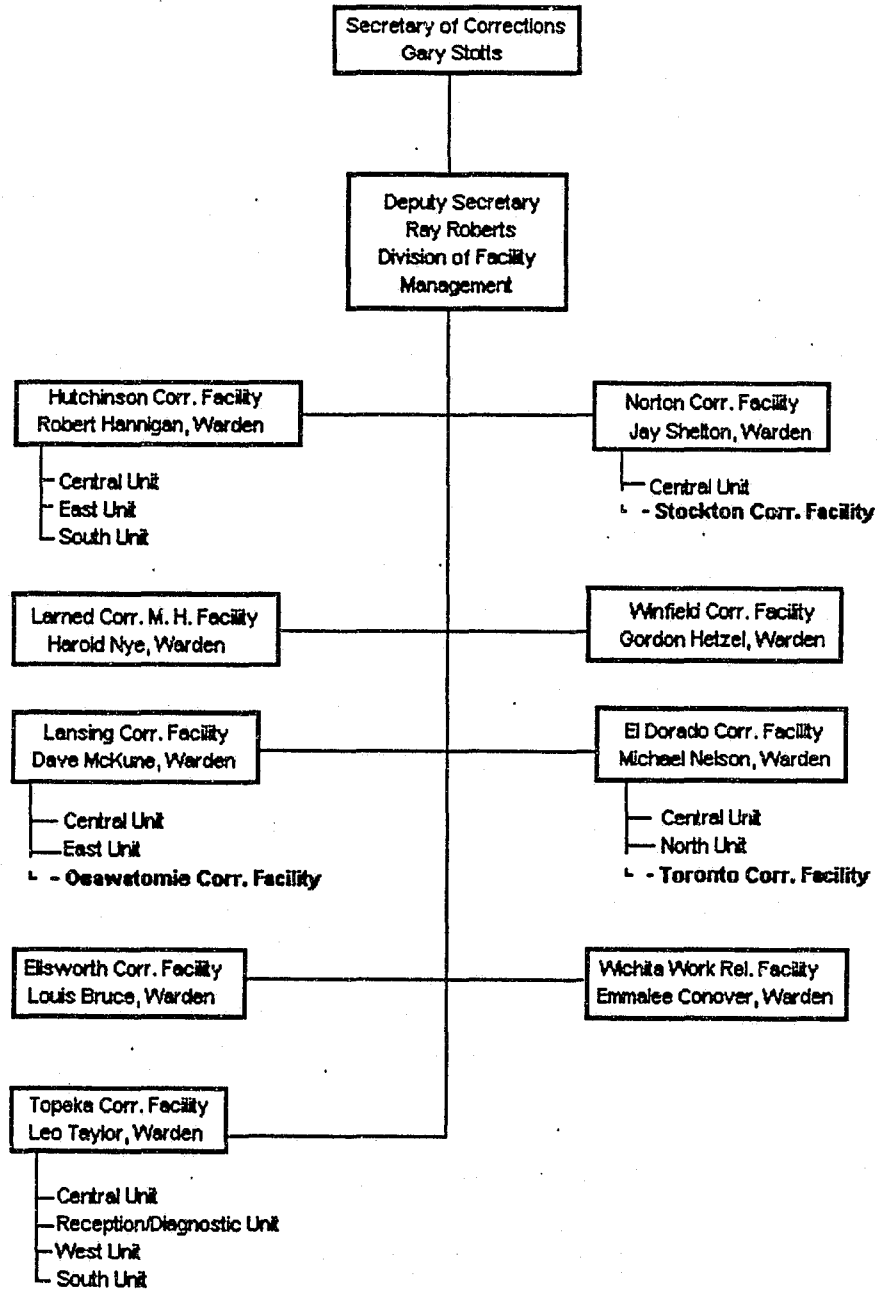 Secretary of Corrections
Gary Stotts
Deputy Secretary
Ray Roberts
Division of Facility
Management
Hutchinson Corr. Facility
Robert Hannigan, Warden
Central Unit
East Unit
South Unit
Norton Corr. Facility
Jay Shelton, Warden
Central Unit
- Stockton Corr. Facility
Larned Corr. M. H. Facility
Harold Nye, Warden
Winfield Corr. Facility
Gordon Hetzel, Warden
Lansing Corr. Facility
Dave McKune, Warden
Central Unit
East Unit
- Osawatomie Corr. Facility
El Dorado Corr. Facility
Michael Nelson, Warden
Central Unit
North Unit
- Toronto Corr. Facility
Ellsworth Corr. Facility
Louis Bruce, Warden
Wichita Work Rel. Facility
Emmalee Conover, Warden
Topeka Corr. Facility
Leo Taylor, Warden
Central Unit
Reception/Diagnostic Unit
West Unit
South Unit